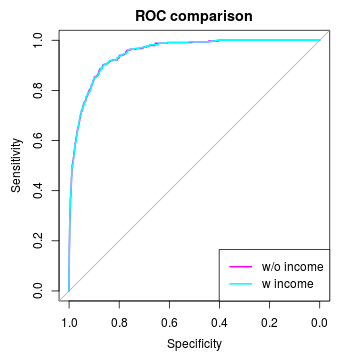 ROC comparison
Sensitivity
1.0
0.8
0.6
0.4
0.2
0.0
w/o income
w income
1.0 0.8 0.6 0.4 0.2 0.0
Specificity